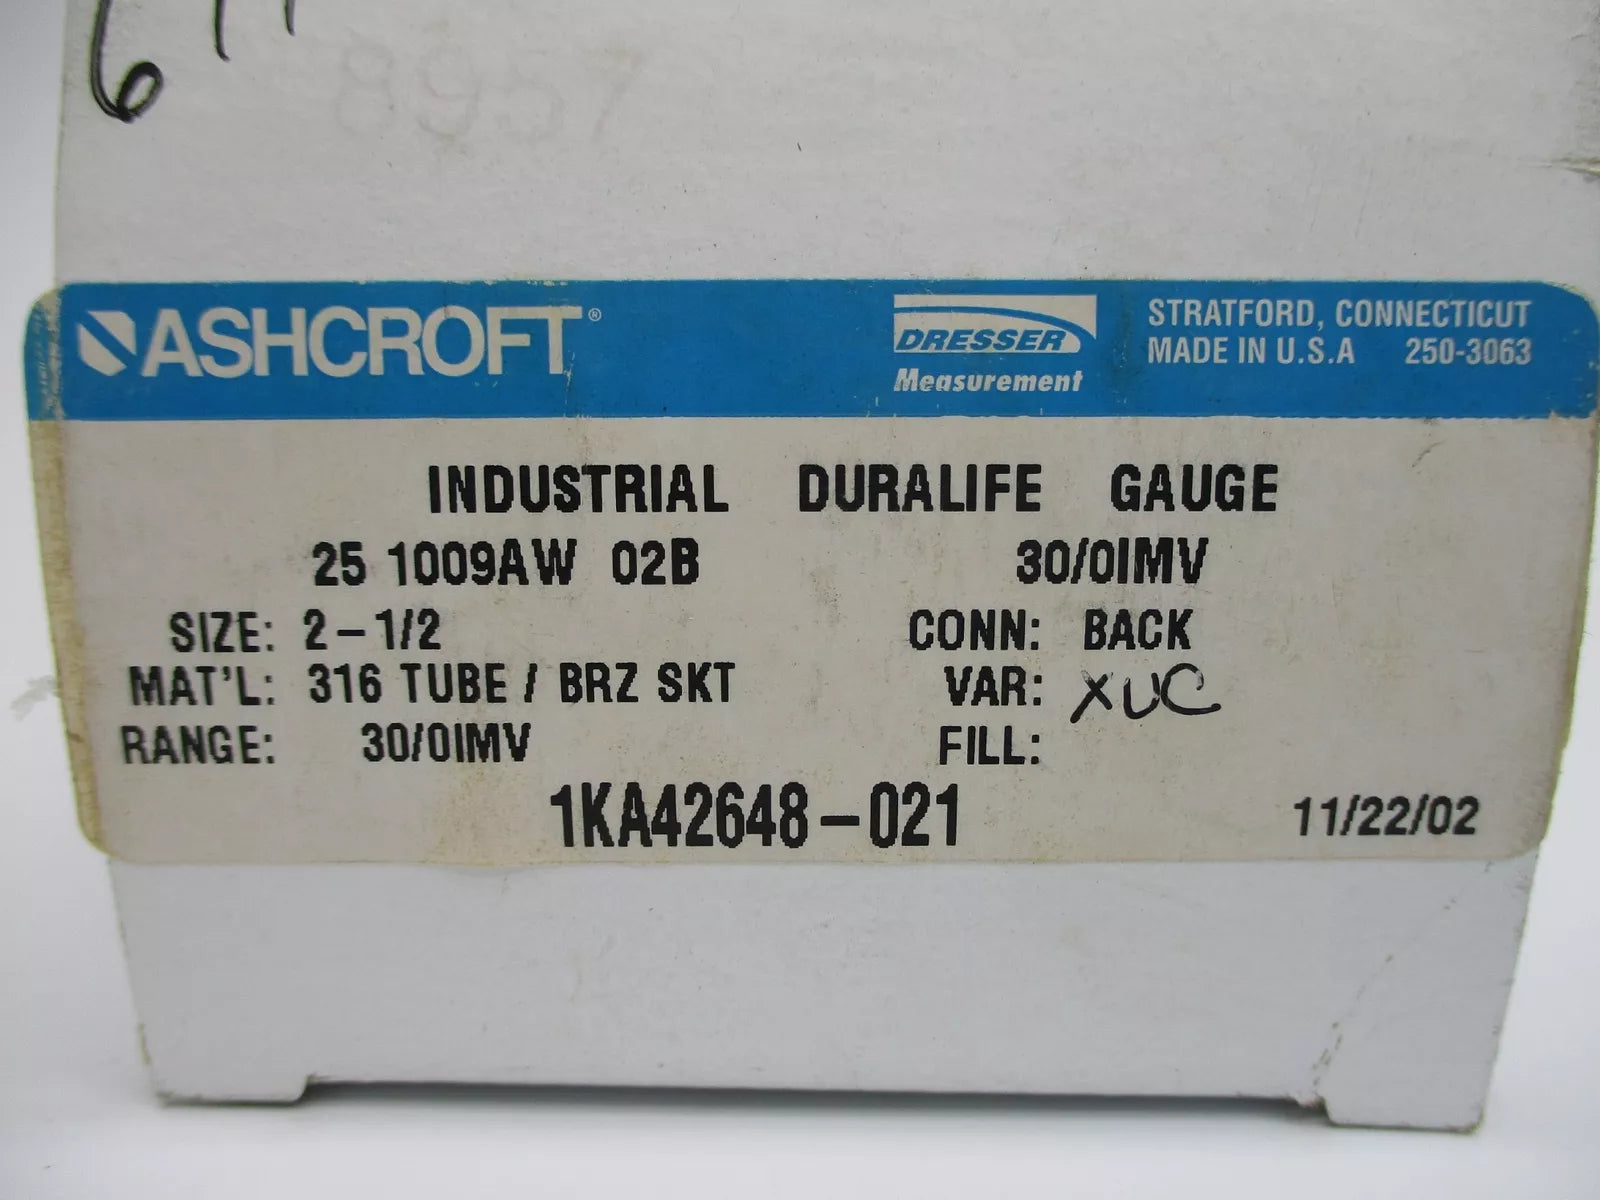 8957
ASHCROFT®
DRESSER
Measurement
STRATFORD, CONNECTICUT
MADE IN U.S.A 250-3063
INDUSTRIAL DURALIFE GAUGE
25 1009AW 02B 30/0IMV
SIZE: 2-1/2 CONN: BACK
MAT'L: 316 TUBE / BRZ SKT VAR: XUC
RANGE: 30/0IMV FILL:
1KA42648-021 11/22/02